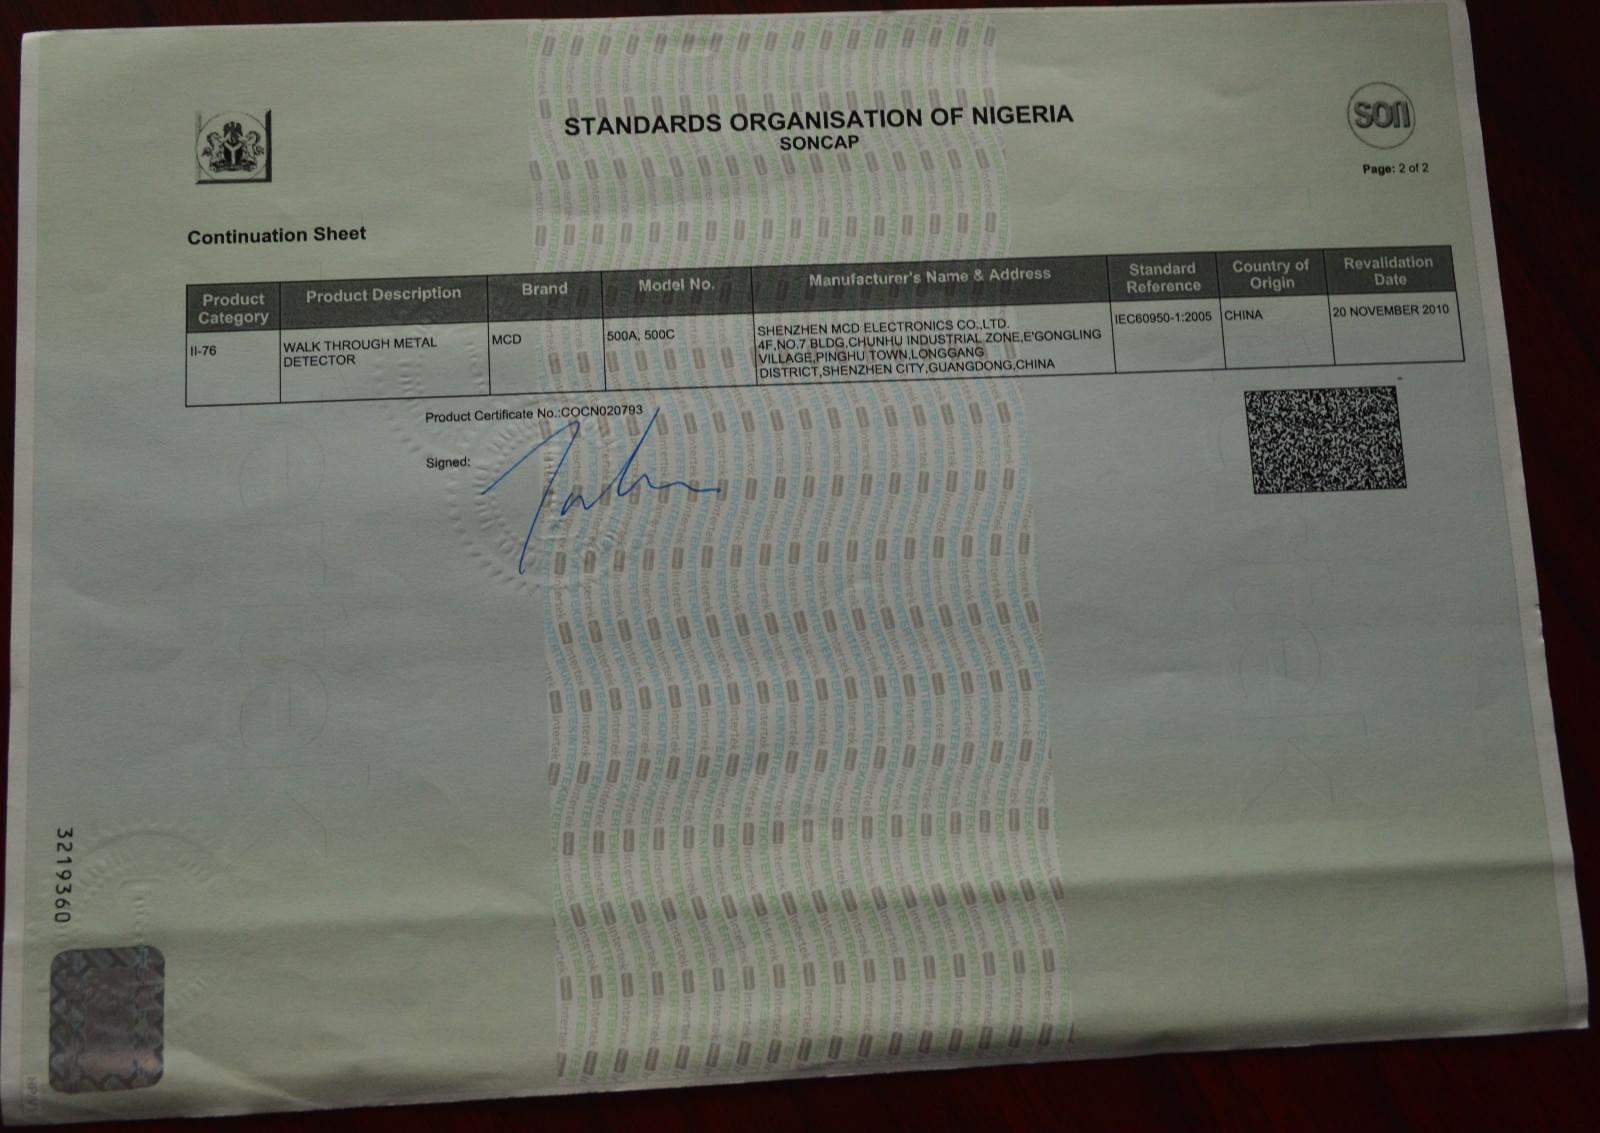 STANDARDS ORGANISATION OF NIGERIA
SONCAP
son
Page: 2 of 2
Continuation Sheet
Product Category
Product Description
Brand
Model No.
Manufacturer's Name & Address
Standard Reference
Country of Origin
Revalidation Date
II-76
WALK THROUGH METAL
DETECTOR
MCD
500A, 500C
SHENZHEN MCD ELECTRONICS CO.,LTD.
4F,NO.7 BLDG,CHUNHU INDUSTRIAL ZONE,E'GONGLING
VILLAGE,PINGHU TOWN,LONGGANG
DISTRICT,SHENZHEN CITY,GUANGDONG,CHINA
IEC60950-1:2005
CHINA
20 NOVEMBER 2010
Product Certificate No.:COCN020793
Signed:
3219360